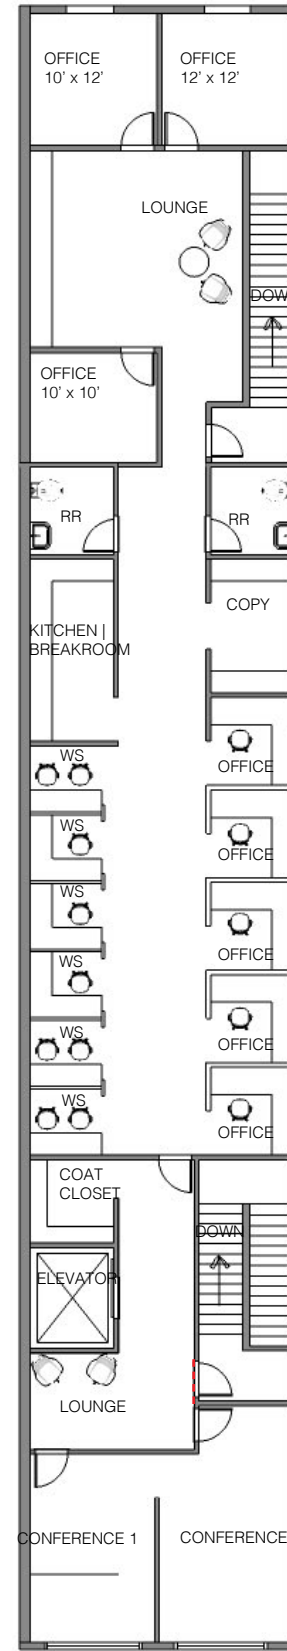 OFFICE
10' x 12'
OFFICE
12' x 12'
LOUNGE
DOW
OFFICE
10' x 10'
RR
RR
COPY
KITCHEN |
BREAKROOM
WS
OFFICE
WS
OFFICE
WS
OFFICE
WS
OFFICE
WS
OFFICE
WS
COAT
CLOSET
DOWN
ELEVATOR
LOUNGE
CONFERENCE 1
CONFERENCE